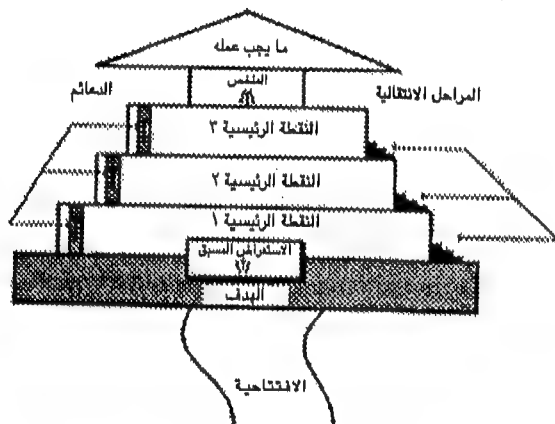 ما يجب عمله
الملخص
الدعائم
المراحل الانتقالية
النقطة الرئيسية ٣
النقطة الرئيسية ٢
النقطة الرئيسية ١
الاستعراض المسبق
الهدف
الافتتاحية